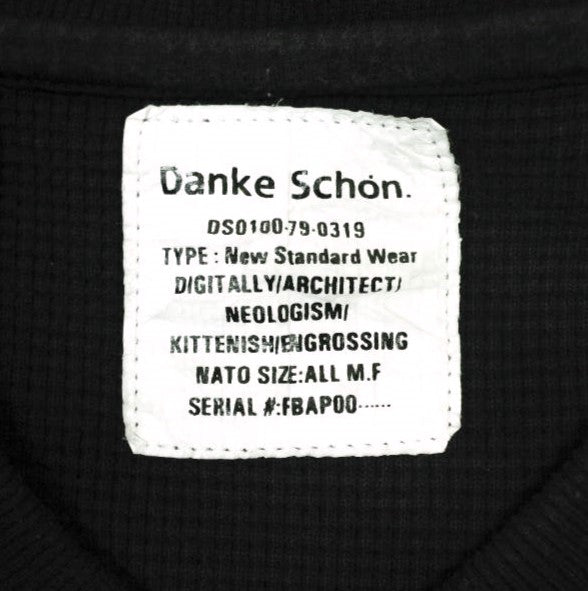 Danke Schön.
DS0100-79-0319
TYPE : New Standard Wear
DIGITALLY/ARCHITECT/
NEOLOGISM/
KITTENISH/ENGROSSING
NATO SIZE:ALL M.F
SERIAL #:FBAP00······